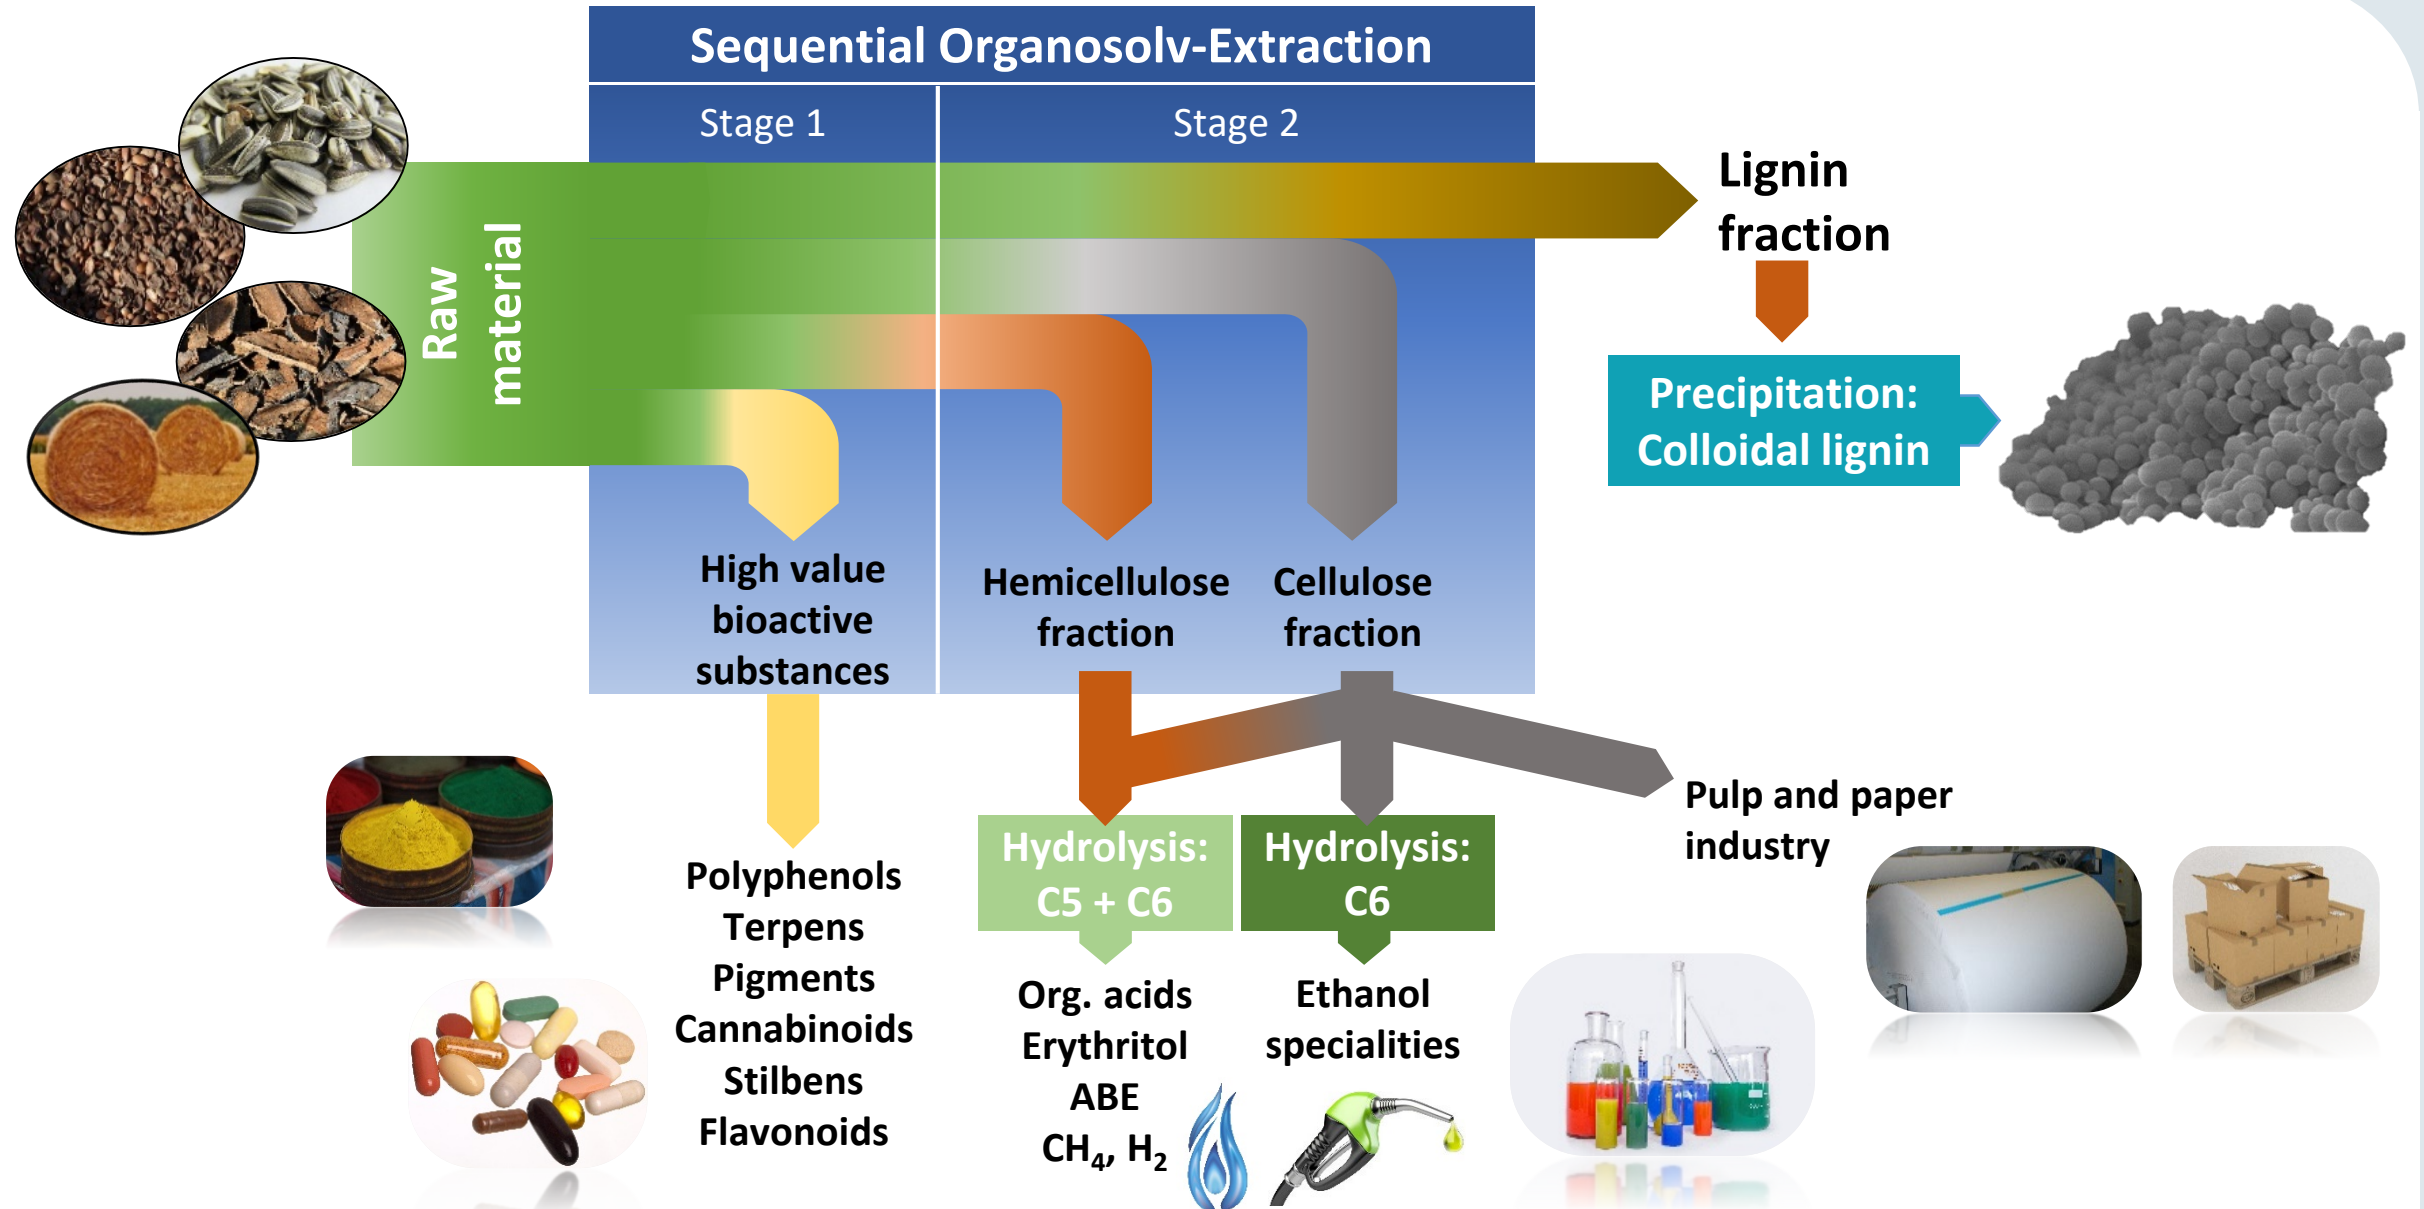 Sequential Organosolv-Extraction
Stage 1
Stage 2
Raw
material
Lignin
fraction
Precipitation:
Colloidal lignin
High value
bioactive
substances
Hemicellulose
fraction
Cellulose
fraction
Pulp and paper
industry
Hydrolysis:
C5 + C6
Hydrolysis:
C6
Polyphenols
Terpens
Pigments
Cannabinoids
Stilbens
Flavonoids
Org. acids
Erythritol
ABE
CH₄, H₂
Ethanol
specialities